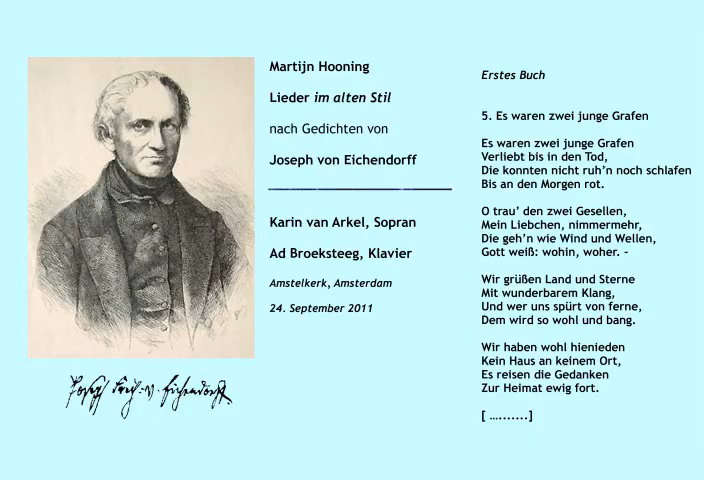 Martijn Hooning
Lieder im alten Stil
nach Gedichten von
Joseph von Eichendorff
Karin van Arkel, Sopran
Ad Broeksteeg, Klavier
Amstelkerk, Amsterdam
24. September 2011
Joseph Freih. v. Eichendorff
Erstes Buch
5. Es waren zwei junge Grafen
Es waren zwei junge Grafen
Verliebt bis in den Tod,
Die konnten nicht ruh’n noch schlafen
Bis an den Morgen rot.
O trau’ den zwei Gesellen,
Mein Liebchen, nimmermehr,
Die geh’n wie Wind und Wellen,
Gott weiß: wohin, woher. –
Wir grüßen Land und Sterne
Mit wunderbarem Klang,
Und wer uns spürt von ferne,
Dem wird so wohl und bang.
Wir haben wohl hienieden
Kein Haus an keinem Ort,
Es reisen die Gedanken
Zur Heimat ewig fort.
[ ….......]